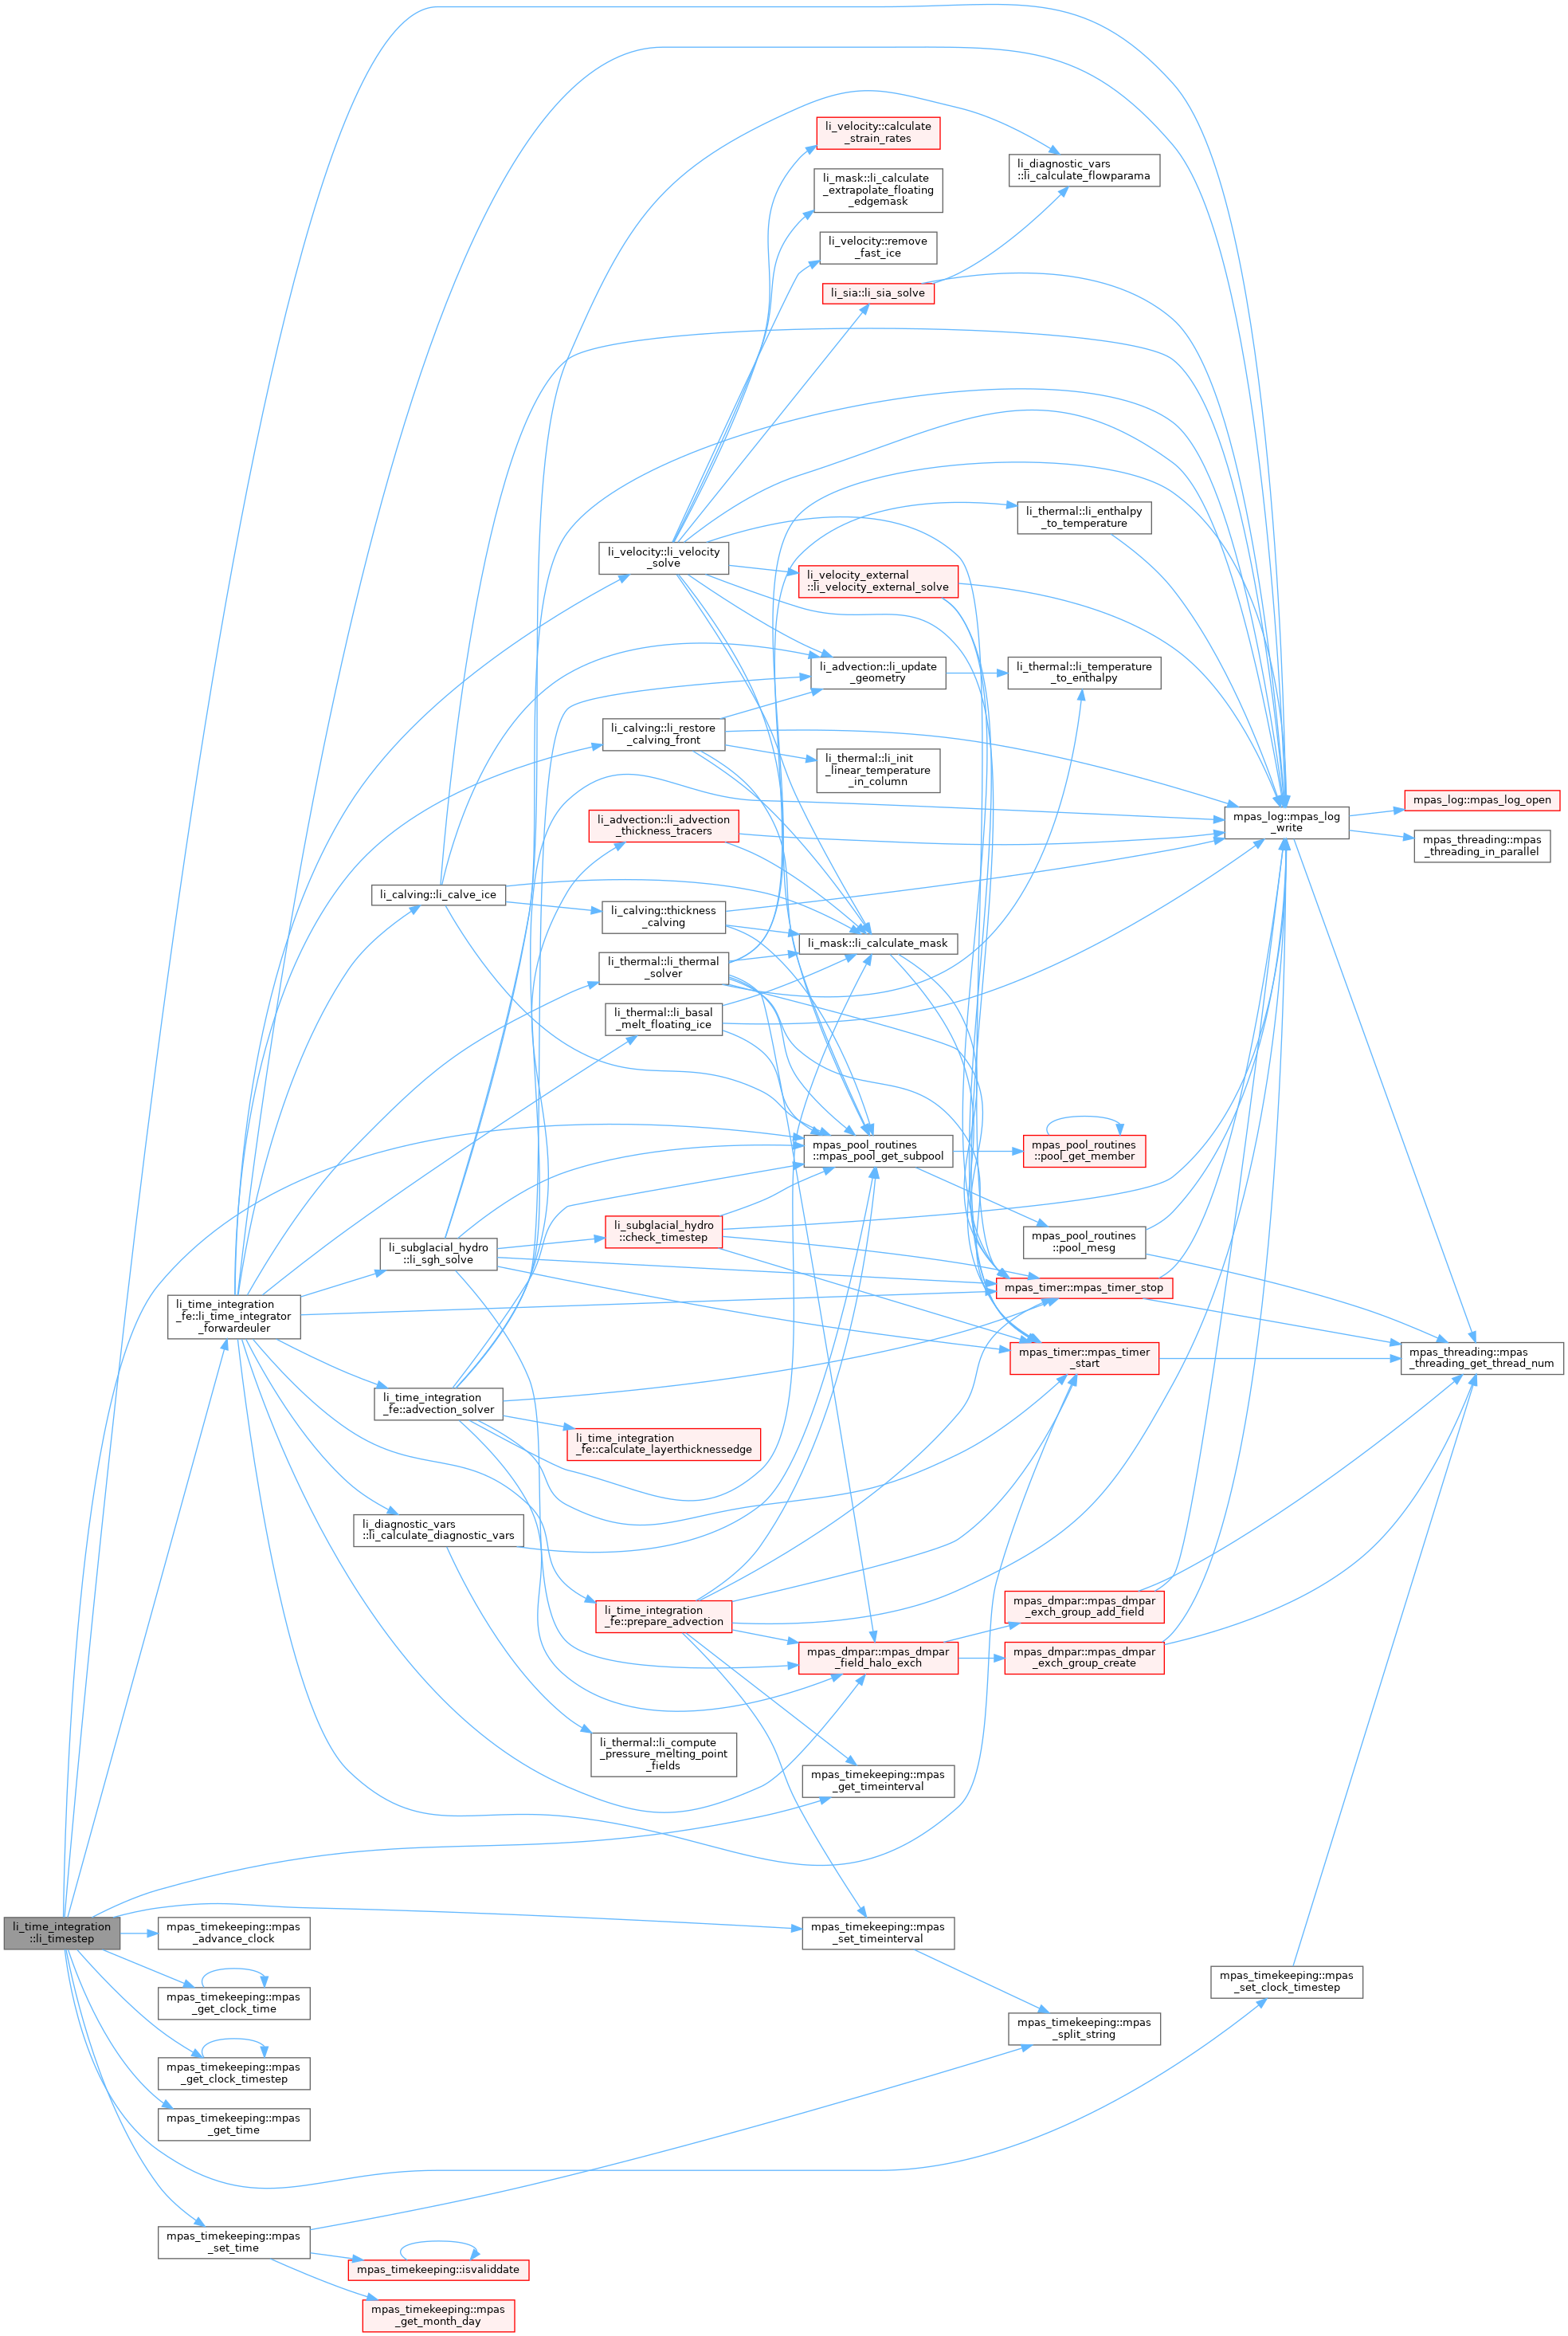 li_velocity::calculate
_strain_rates
li_diagnostic_vars
::li_calculate_flowparama
li_mask::li_calculate
_extrapolate_floating
_edgemask
li_velocity::remove
_fast_ice
li_sia::li_sia_solve
li_thermal::li_enthalpy
_to_temperature
li_velocity::li_velocity
_solve
li_velocity_external
::li_velocity_external_solve
li_advection::li_update
_geometry
li_thermal::li_temperature
_to_enthalpy
li_calving::li_restore
_calving_front
li_thermal::li_init
_linear_temperature
_in_column
mpas_log::mpas_log_open
mpas_log::mpas_log
_write
li_advection::li_advection
_thickness_tracers
mpas_threading::mpas
_threading_in_parallel
li_calving::li_calve_ice
li_calving::thickness
_calving
li_mask::li_calculate_mask
li_thermal::li_thermal
_solver
li_thermal::li_basal
_melt_floating_ice
mpas_pool_routines
::mpas_pool_get_subpool
mpas_pool_routines
::pool_get_member
li_subglacial_hydro
::check_timestep
li_subglacial_hydro
::li_sgh_solve
mpas_pool_routines
::pool_mesg
mpas_timer::mpas_timer_stop
li_time_integration
_fe::li_time_integrator
_forwardeuler
mpas_timer::mpas_timer
_start
mpas_threading::mpas
_threading_get_thread_num
li_time_integration
_fe::advection_solver
li_time_integration
_fe::calculate_layerthicknessedge
li_diagnostic_vars
::li_calculate_diagnostic_vars
li_time_integration
_fe::prepare_advection
mpas_dmpar::mpas_dmpar
_exch_group_add_field
mpas_dmpar::mpas_dmpar
_field_halo_exch
mpas_dmpar::mpas_dmpar
_exch_group_create
li_thermal::li_compute
_pressure_melting_point
_fields
mpas_timekeeping::mpas
_get_timeinterval
li_time_integration
::li_timestep
mpas_timekeeping::mpas
_advance_clock
mpas_timekeeping::mpas
_set_timeinterval
mpas_timekeeping::mpas
_get_clock_time
mpas_timekeeping::mpas
_set_clock_timestep
mpas_timekeeping::mpas
_split_string
mpas_timekeeping::mpas
_get_clock_timestep
mpas_timekeeping::mpas
_get_time
mpas_timekeeping::mpas
_set_time
mpas_timekeeping::isvaliddate
mpas_timekeeping::mpas
_get_month_day